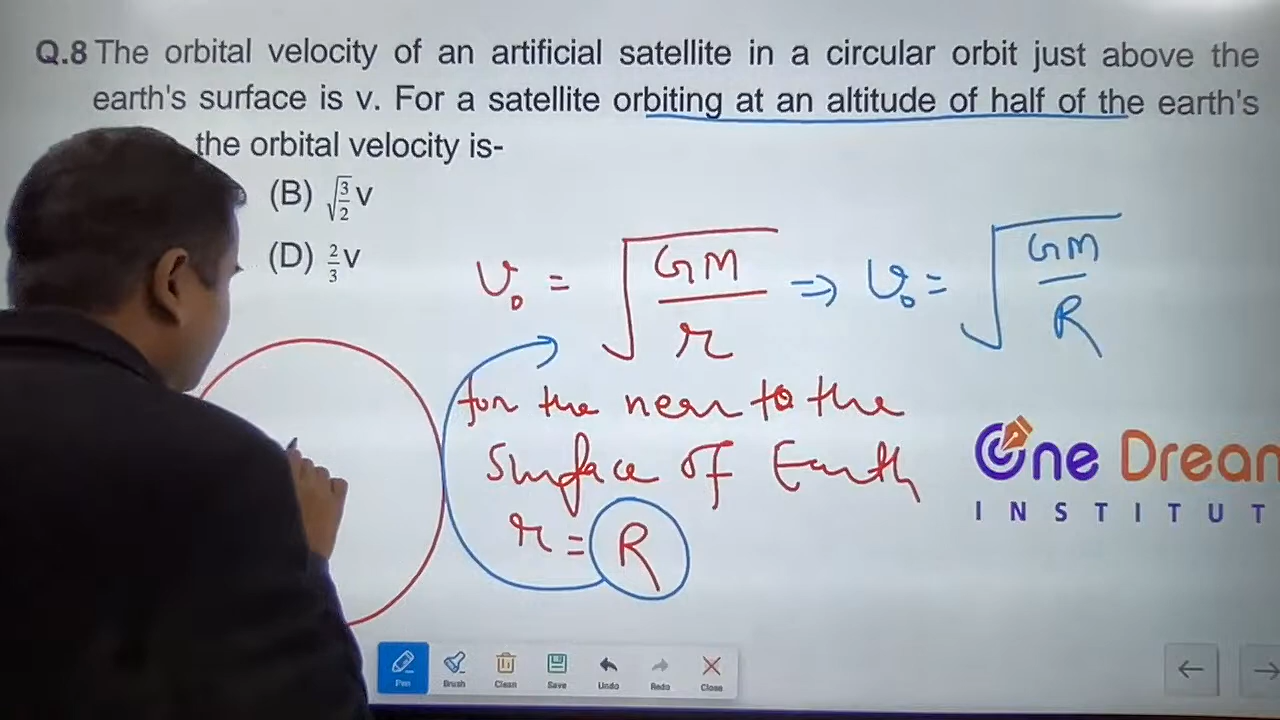 Q.8 The orbital velocity of an artificial satellite in a circular orbit just above the
earth's surface is v. For a satellite orbiting at an altitude of half of the earth's
the orbital velocity is-
(B) √(3/2) v
(D) 2/3 v
v₀ = √(GM/r) ⇒ v₀ = √(GM/R)
for the near to the
surface of Earth
r = R
One Dream
INSTITUT
Pen Brush Clean Save Undo Redo Close